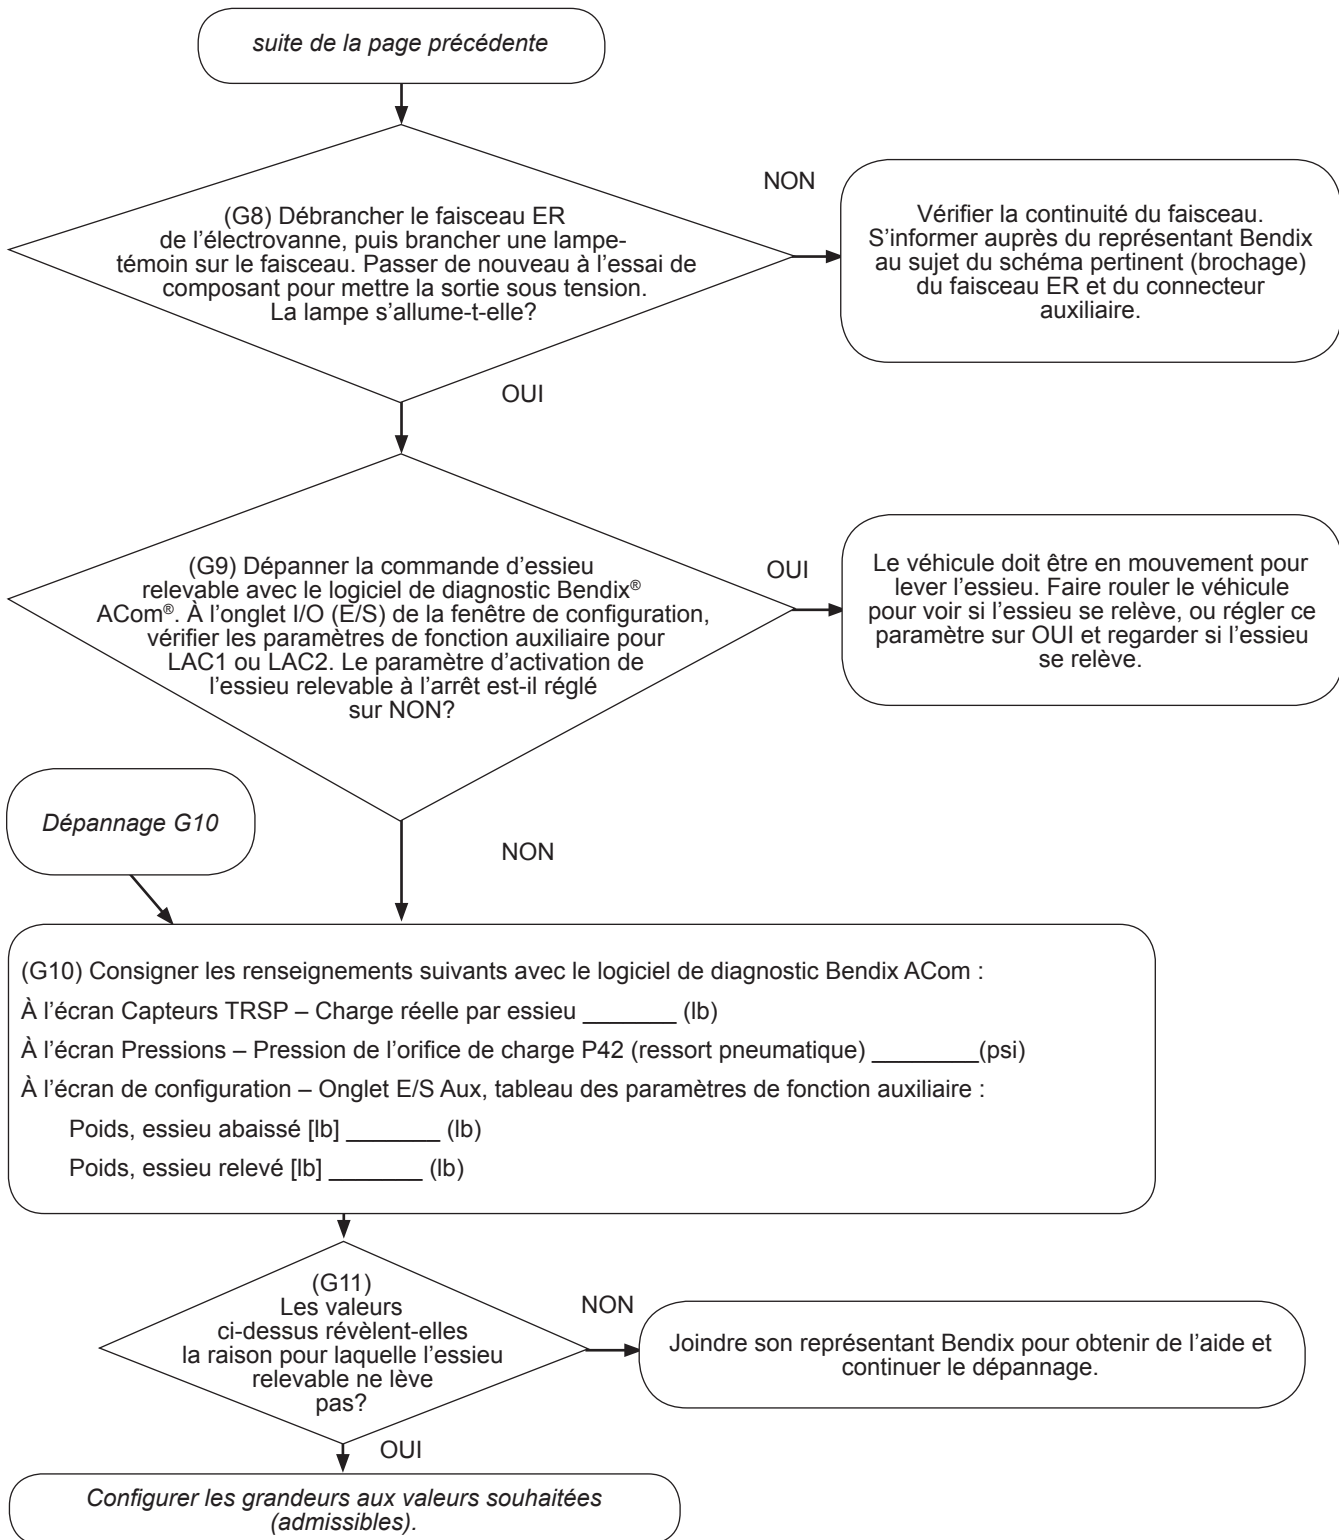 suite de la page précédente
(G8) Débrancher le faisceau ER
de l’électrovanne, puis brancher une lampe-
témoin sur le faisceau. Passer de nouveau à l’essai de
composant pour mettre la sortie sous tension.
La lampe s’allume-t-elle?
NON
Vérifier la continuité du faisceau.
S’informer auprès du représentant Bendix
au sujet du schéma pertinent (brochage)
du faisceau ER et du connecteur
auxiliaire.
OUI
(G9) Dépanner la commande d’essieu
relevable avec le logiciel de diagnostic Bendix®
ACom®. À l’onglet I/O (E/S) de la fenêtre de configuration,
vérifier les paramètres de fonction auxiliaire pour
LAC1 ou LAC2. Le paramètre d’activation de
l’essieu relevable à l’arrêt est-il réglé
sur NON?
OUI
Le véhicule doit être en mouvement pour
lever l’essieu. Faire rouler le véhicule
pour voir si l’essieu se relève, ou régler ce
paramètre sur OUI et regarder si l’essieu
se relève.
Dépannage G10
NON
(G10) Consigner les renseignements suivants avec le logiciel de diagnostic Bendix ACom :
À l’écran Capteurs TRSP – Charge réelle par essieu _______ (lb)
À l’écran Pressions – Pression de l’orifice de charge P42 (ressort pneumatique) ________(psi)
À l’écran de configuration – Onglet E/S Aux, tableau des paramètres de fonction auxiliaire :
Poids, essieu abaissé [lb] _______ (lb)
Poids, essieu relevé [lb] _______ (lb)
(G11)
Les valeurs
ci-dessus révèlent-elles
la raison pour laquelle l’essieu
relevable ne lève
pas?
NON
Joindre son représentant Bendix pour obtenir de l’aide et
continuer le dépannage.
OUI
Configurer les grandeurs aux valeurs souhaitées
(admissibles).